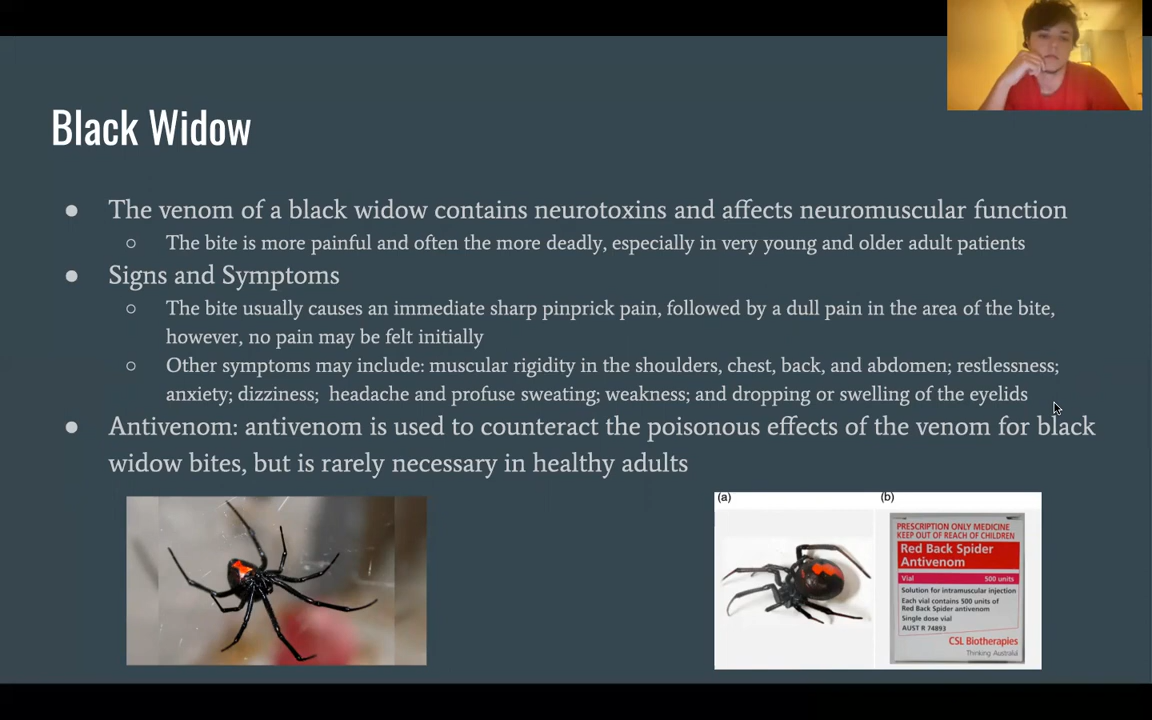 Black Widow
● The venom of a black widow contains neurotoxins and affects neuromuscular function
○ The bite is more painful and often the more deadly, especially in very young and older adult patients
● Signs and Symptoms
○ The bite usually causes an immediate sharp pinprick pain, followed by a dull pain in the area of the bite,
however, no pain may be felt initially
○ Other symptoms may include: muscular rigidity in the shoulders, chest, back, and abdomen; restlessness;
anxiety; dizziness; headache and profuse sweating; weakness; and dropping or swelling of the eyelids
● Antivenom: antivenom is used to counteract the poisonous effects of the venom for black
widow bites, but is rarely necessary in healthy adults
(a) (b)
PRESCRIPTION ONLY MEDICINE
KEEP OUT OF REACH OF CHILDREN
Red Back Spider
Antivenom
Vial 500 units
Solution for intramuscular injection
Each vial contains 500 units of
Red Back Spider antivenom
Single dose vial
AUST R 74893
CSL Biotherapies
Thinking Australia